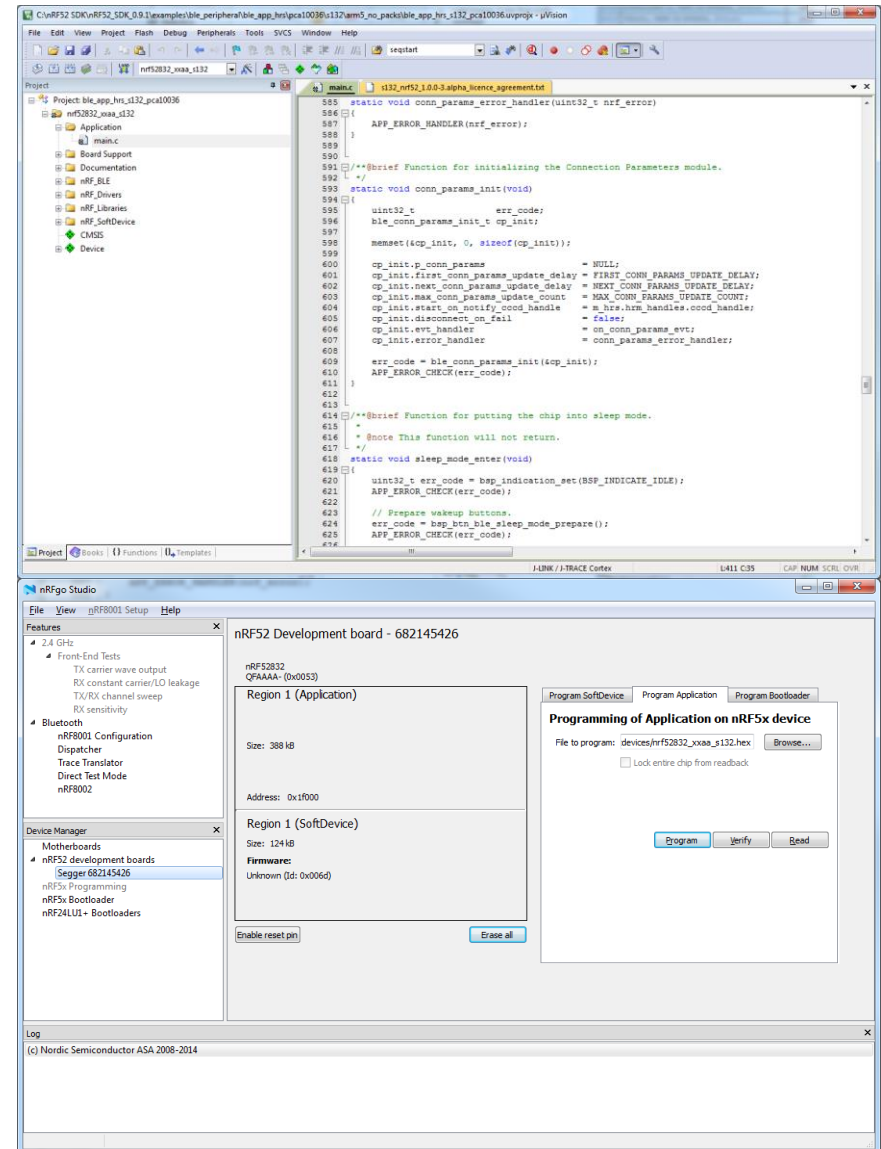 C:\nRF52 SDK\nRF52_SDK_0.9.1\examples\ble_peripheral\ble_app_hrs\pca10036\s132\arm5_no_packs\ble_app_hrs_s132_pca10036.uvprojx - µVision
File Edit View Project Flash Debug Peripherals Tools SVCS Window Help
seqstart
nrf52832_xxaa_s132
Project
Project: ble_app_hrs_s132_pca10036
nrf52832_xxaa_s132
Application
main.c
Board Support
Documentation
nRF_BLE
nRF_Drivers
nRF_Libraries
nRF_SoftDevice
CMSIS
Device
Project Books {} Functions 0 Templates
main.c s132_nrf52_1.0.0-3.alpha_licence_agreement.txt
585 static void conn_params_error_handler(uint32_t nrf_error)
586 {
587 APP_ERROR_HANDLER(nrf_error);
588 }
589
590
591 /**@brief Function for initializing the Connection Parameters module.
592 */
593 static void conn_params_init(void)
594 {
595 uint32_t err_code;
596 ble_conn_params_init_t cp_init;
597
598 memset(&cp_init, 0, sizeof(cp_init));
599
600 cp_init.p_conn_params = NULL;
601 cp_init.first_conn_params_update_delay = FIRST_CONN_PARAMS_UPDATE_DELAY;
602 cp_init.next_conn_params_update_delay = NEXT_CONN_PARAMS_UPDATE_DELAY;
603 cp_init.max_conn_params_update_count = MAX_CONN_PARAMS_UPDATE_COUNT;
604 cp_init.start_on_notify_cccd_handle = m_hrs.hrm_handles.cccd_handle;
605 cp_init.disconnect_on_fail = false;
606 cp_init.evt_handler = on_conn_params_evt;
607 cp_init.error_handler = conn_params_error_handler;
608
609 err_code = ble_conn_params_init(&cp_init);
610 APP_ERROR_CHECK(err_code);
611 }
612
613
614 /**@brief Function for putting the chip into sleep mode.
615 *
616 * @note This function will not return.
617 */
618 static void sleep_mode_enter(void)
619 {
620 uint32_t err_code = bsp_indication_set(BSP_INDICATE_IDLE);
621 APP_ERROR_CHECK(err_code);
622
623 // Prepare wakeup buttons.
624 err_code = bsp_btn_ble_sleep_mode_prepare();
625 APP_ERROR_CHECK(err_code);
626
J-LINK / J-TRACE Cortex L:411 C:35 CAP NUM SCRL OVR
nRFgo Studio
File View nRF8001 Setup Help
Features
2.4 GHz
Front-End Tests
TX carrier wave output
RX constant carrier/LO leakage
TX/RX channel sweep
RX sensitivity
Bluetooth
nRF8001 Configuration
Dispatcher
Trace Translator
Direct Test Mode
nRF8002
Device Manager
Motherboards
nRF52 development boards
Segger 682145426
nRF5x Programming
nRF5x Bootloader
nRF24LU1+ Bootloaders
nRF52 Development board - 682145426
nRF52832
QFAAAA- (0x0053)
Region 1 (Application)
Size: 388 kB
Address: 0x1f000
Region 1 (SoftDevice)
Size: 124 kB
Firmware:
Unknown (Id: 0x006d)
Enable reset pin Erase all
Program SoftDevice Program Application Program Bootloader
Programming of Application on nRF5x device
File to program: devices/nrf52832_xxaa_s132.hex Browse...
Lock entire chip from readback
Program Verify Read
Log
(c) Nordic Semiconductor ASA 2008-2014